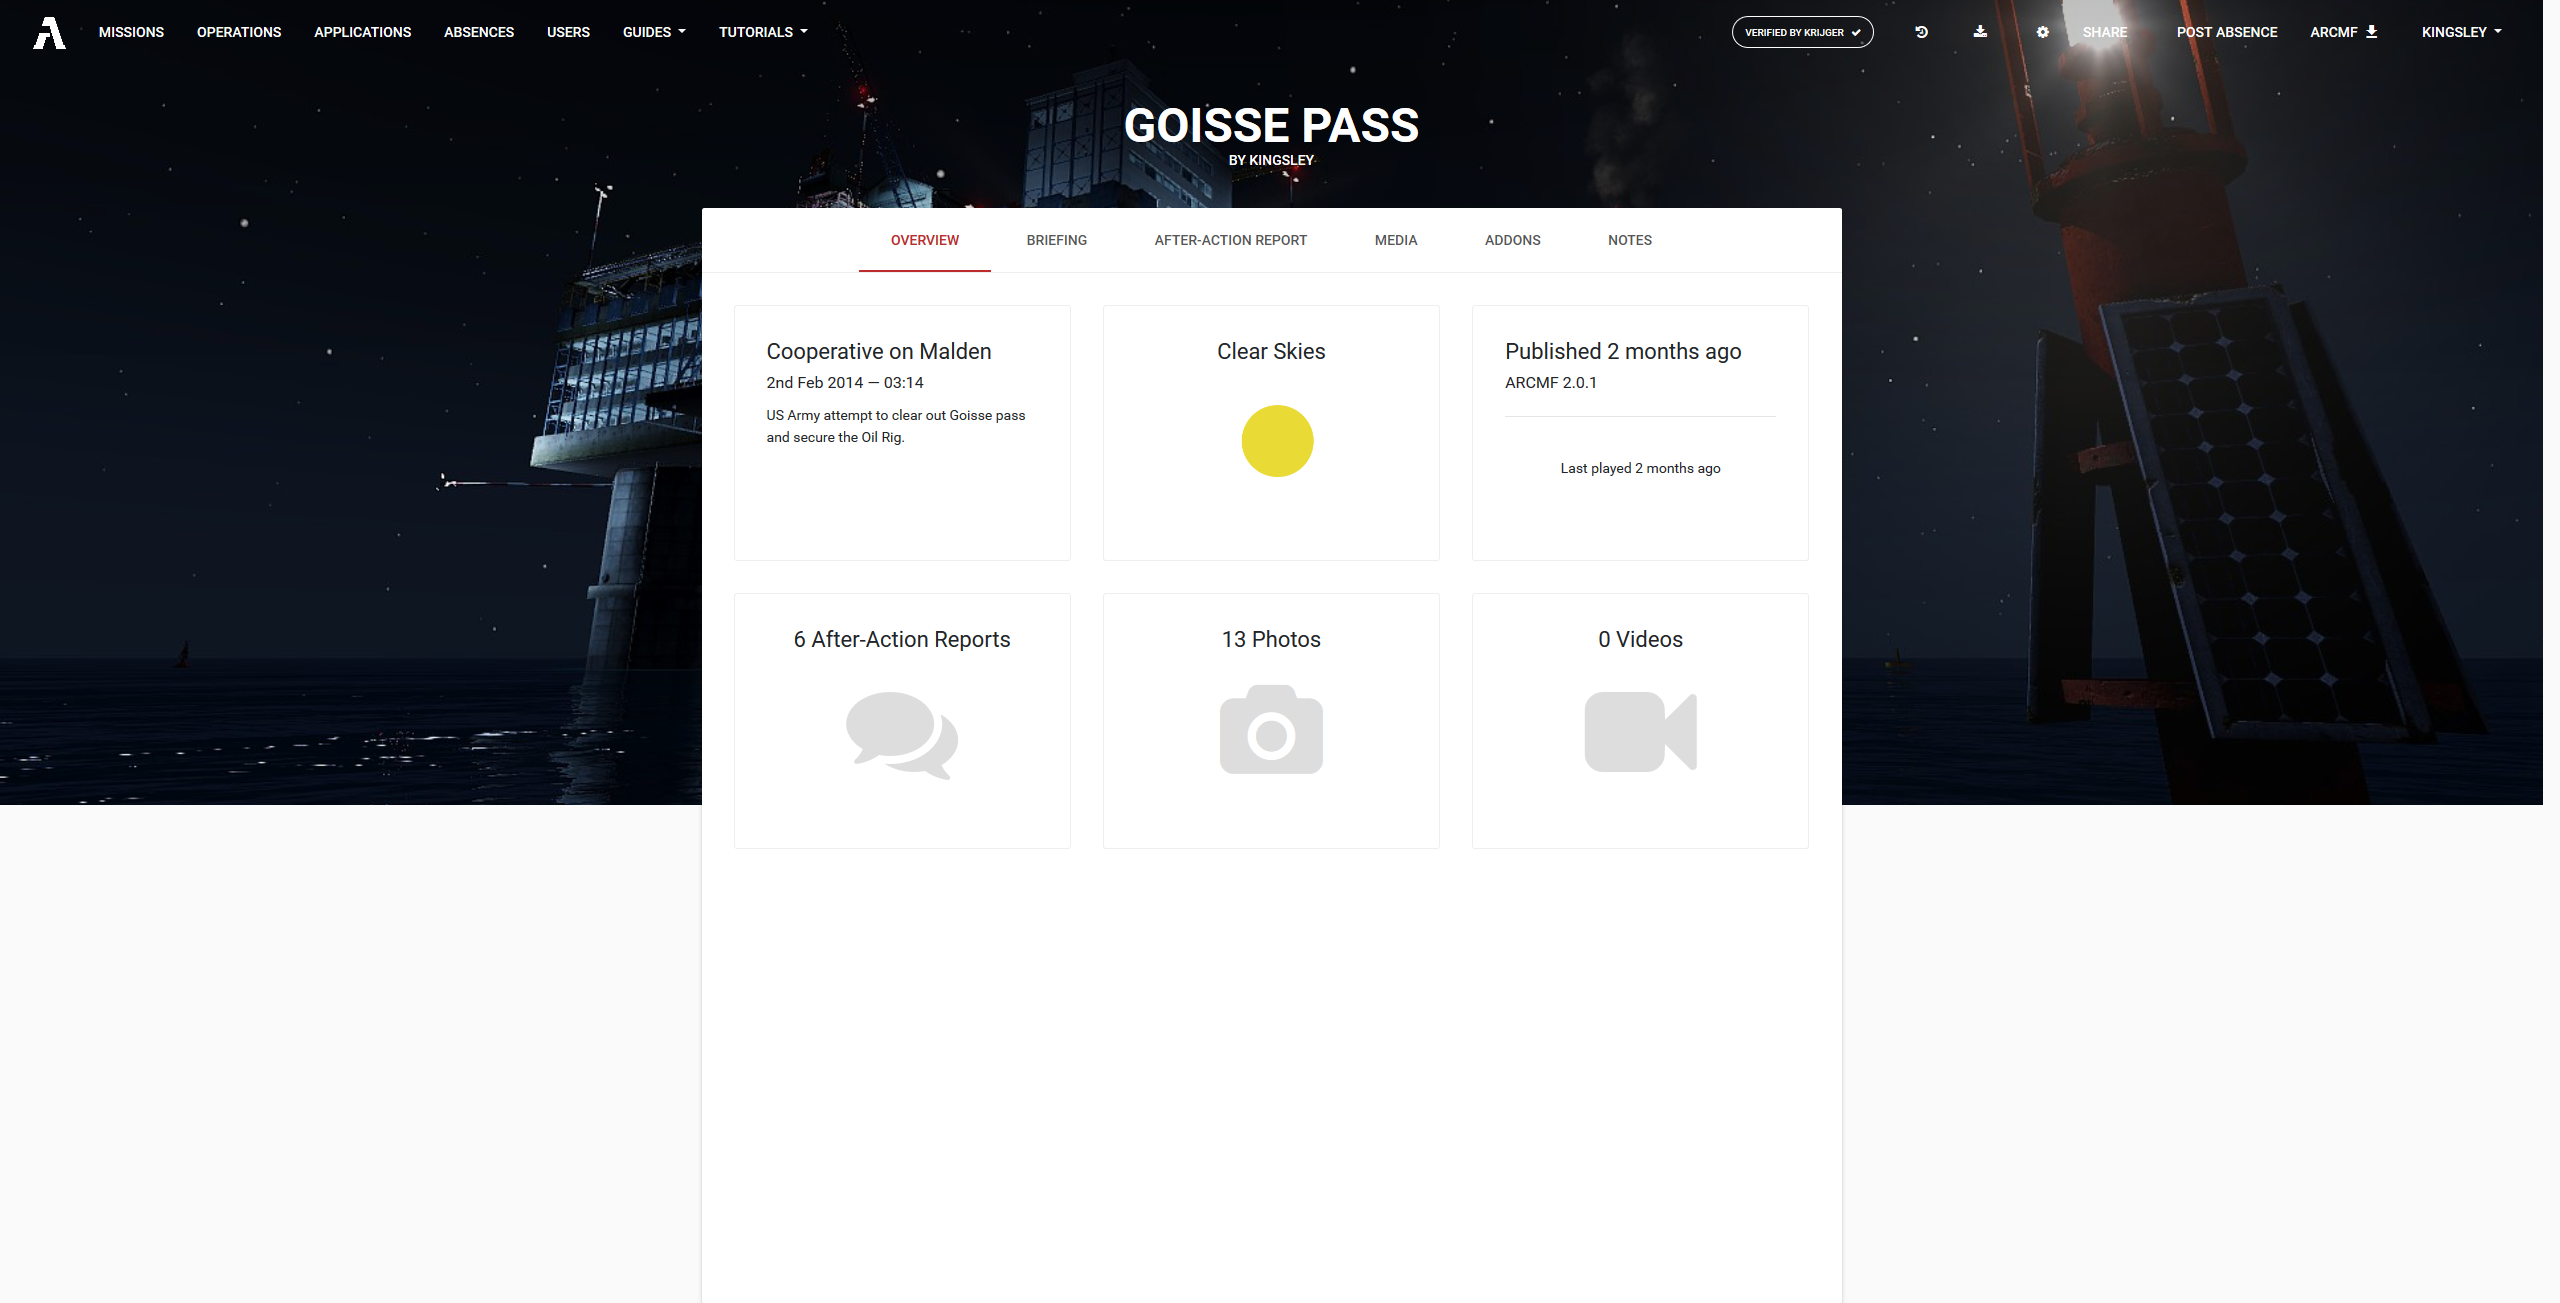 MISSIONS
OPERATIONS
APPLICATIONS
ABSENCES
USERS
GUIDES
TUTORIALS
VERIFIED BY KRIJGER
SHARE
POST ABSENCE
ARCMF
KINGSLEY
GOISSE PASS
BY KINGSLEY
OVERVIEW
BRIEFING
AFTER-ACTION REPORT
MEDIA
ADDONS
NOTES
Cooperative on Malden
2nd Feb 2014 — 03:14
US Army attempt to clear out Goisse pass
and secure the Oil Rig.
Clear Skies
Published 2 months ago
ARCMF 2.0.1
Last played 2 months ago
6 After-Action Reports
13 Photos
0 Videos